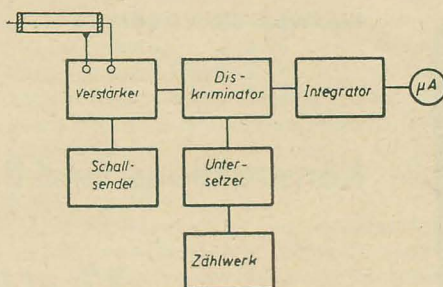 Verstärker
Dis-
kriminator
Integrator
μA
Schall-
sender
Unter-
setzer
Zählwerk